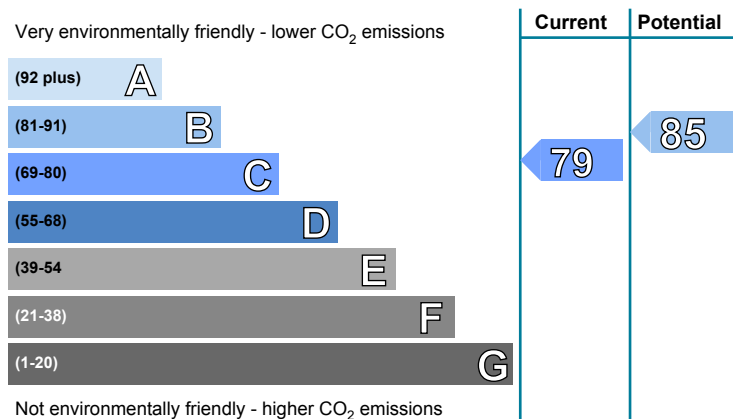 Current Potential
Very environmentally friendly - lower CO2 emissions
(92 plus) A
(81-91) B
(69-80) C
(55-68) D
(39-54 E
(21-38) F
(1-20) G
79
85
Not environmentally friendly - higher CO2 emissions